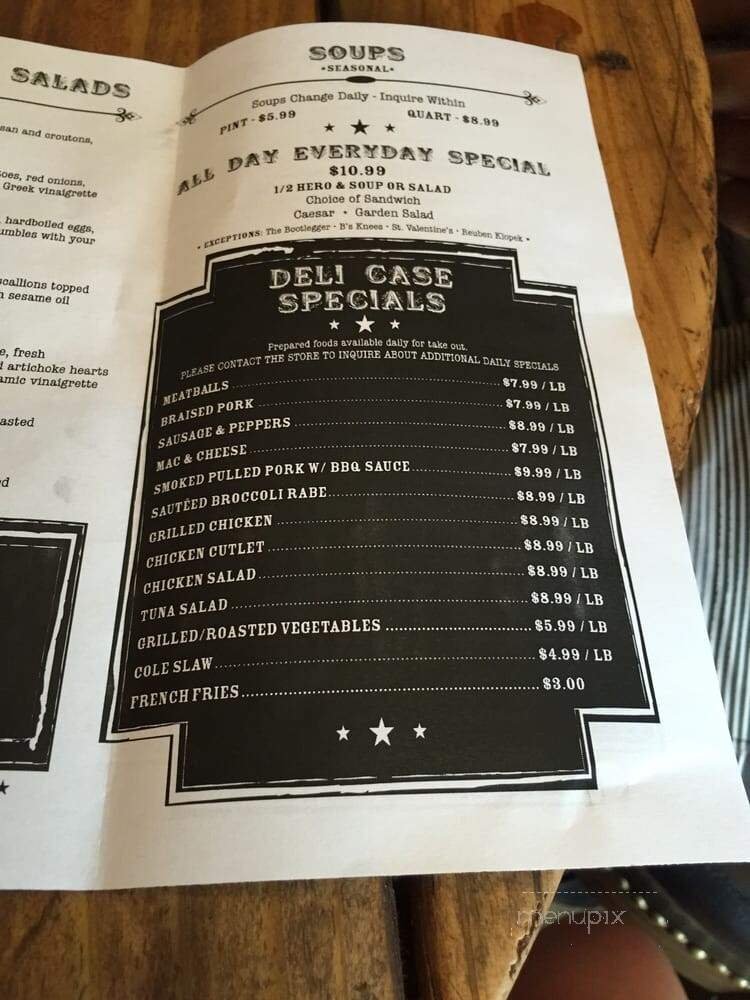 SALADS
san and croutons,
toes, red onions,
Greek vinaigrette
hardboiled eggs,
umbles with your
scallions topped
sesame oil
e, fresh
artichoke hearts
amic vinaigrette
asted
SOUPS
•SEASONAL•
Soups Change Daily - Inquire Within
PINT - $5.99 QUART - $8.99
ALL DAY EVERYDAY SPECIAL
$10.99
1/2 HERO & SOUP OR SALAD
Choice of Sandwich
Caesar • Garden Salad
• EXCEPTIONS: The Bootlegger • B's Knees • St. Valentine's • Reuben Klopek •
DELI CASE
SPECIALS
Prepared foods available daily for take out.
PLEASE CONTACT THE STORE TO INQUIRE ABOUT ADDITIONAL DAILY SPECIALS
MEATBALLS $7.99 / LB
BRAISED PORK $7.99 / LB
SAUSAGE & PEPPERS $8.99 / LB
MAC & CHEESE $7.99 / LB
SMOKED PULLED PORK W/ BBQ SAUCE $9.99 / LB
SAUTÉED BROCCOLI RABE $8.99 / LB
GRILLED CHICKEN $8.99 / LB
CHICKEN CUTLET $8.99 / LB
CHICKEN SALAD $8.99 / LB
TUNA SALAD $8.99 / LB
GRILLED/ROASTED VEGETABLES $5.99 / LB
COLE SLAW $4.99 / LB
FRENCH FRIES $3.00
menupix